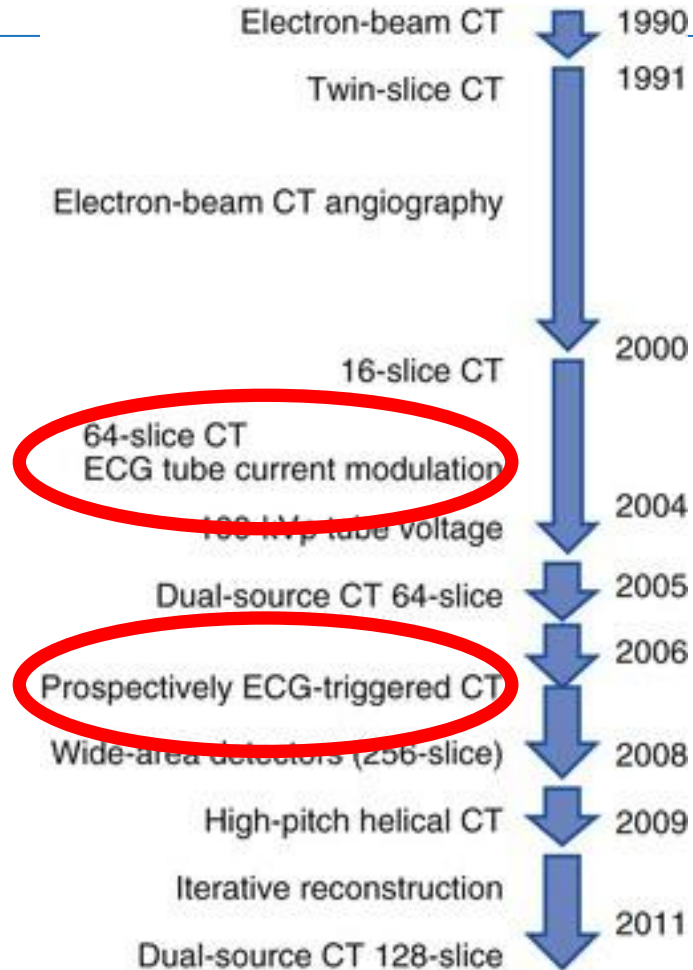 Electron-beam CT 1990
Twin-slice CT 1991
Electron-beam CT angiography
2000
16-slice CT
64-slice CT
ECG tube current modulation
2004
kVp tube voltage
Dual-source CT 64-slice 2005
2006
Prospectively ECG-triggered CT
Wide-area detectors (256-slice) 2008
High-pitch helical CT 2009
Iterative reconstruction
2011
Dual-source CT 128-slice